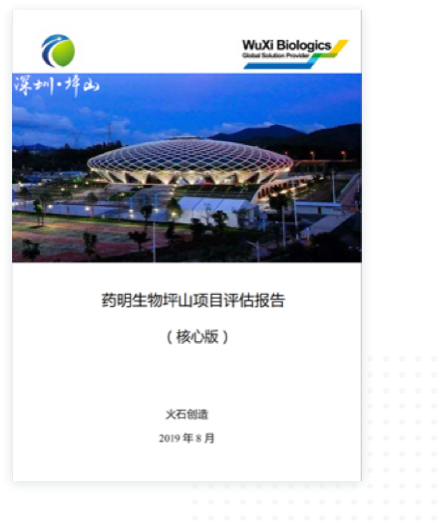 WuXi Biologics
Global Solution Provider
深圳·坪山
药明生物坪山项目评估报告
（核心版）
火石创造
2019 年 8 月